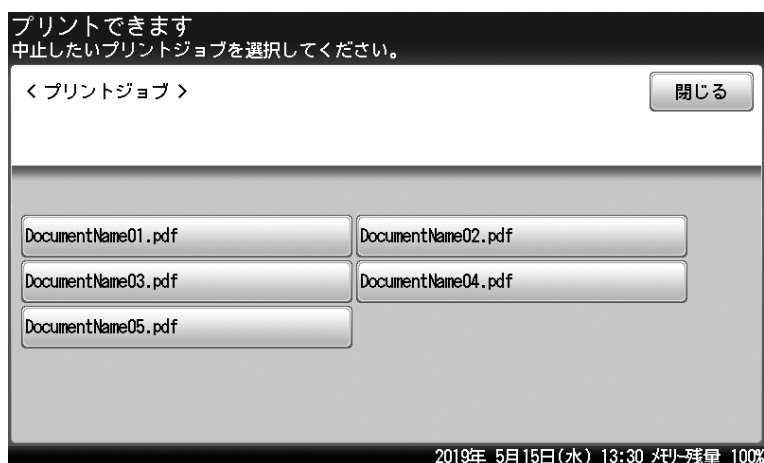 プリントできます
中止したいプリントジョブを選択してください。
< プリントジョブ >
閉じる
DocumentName01.pdf
DocumentName02.pdf
DocumentName03.pdf
DocumentName04.pdf
DocumentName05.pdf
2019年 5月15日(水) 13:30 ﾒﾓﾘｰ残量 100%